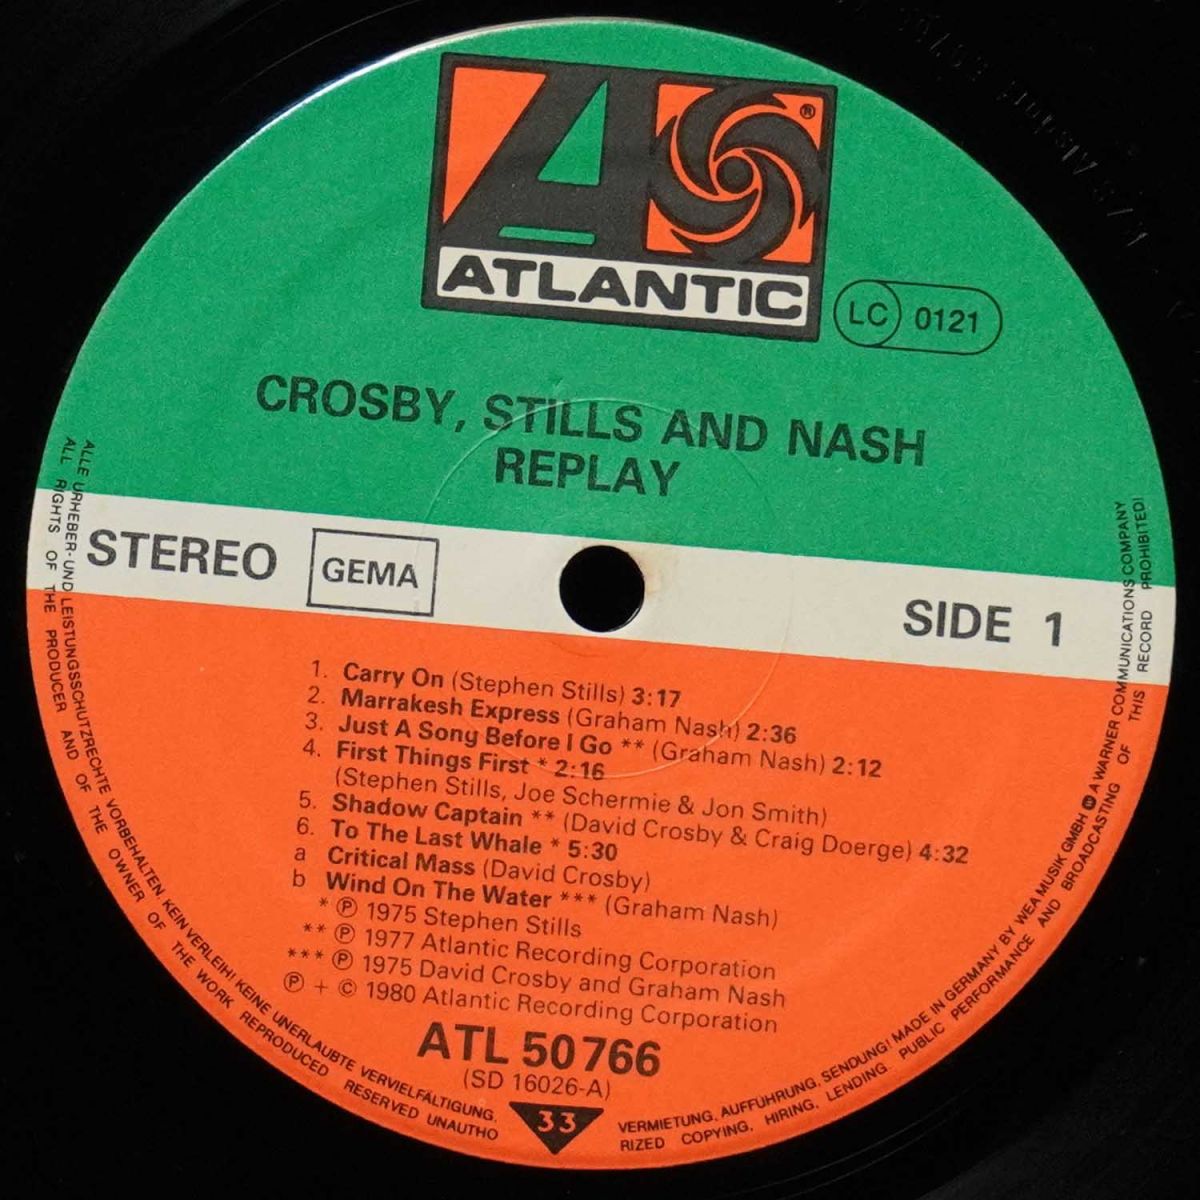 ATLANTIC ®
LC 0121
CROSBY, STILLS AND NASH
REPLAY
STEREO GEMA
SIDE 1
1. Carry On (Stephen Stills) 3:17
2. Marrakesh Express (Graham Nash) 2:36
3. Just A Song Before I Go ** (Graham Nash) 2:12
4. First Things First * 2:16
(Stephen Stills, Joe Schermie & Jon Smith)
5. Shadow Captain ** (David Crosby & Craig Doerge) 4:32
6. To The Last Whale * 5:30
a Critical Mass (David Crosby)
b Wind On The Water *** (Graham Nash)
* ℗ 1975 Stephen Stills
** ℗ 1977 Atlantic Recording Corporation
*** ℗ 1975 David Crosby and Graham Nash
℗ + © 1980 Atlantic Recording Corporation
ATL 50 766
(SD 16026-A)
33
ALLE URHEBER- UND LEISTUNGSSCHUTZRECHTE VORBEHALTEN. KEIN VERLEIH! KEINE UNERLAUBTE VERVIELFÄLTIGUNG, VERMIETUNG, AUFFÜHRUNG, SENDUNG! MADE IN GERMANY BY WEA MUSIK GMBH A WARNER COMMUNICATIONS COMPANY
ALL RIGHTS OF THE PRODUCER AND OF THE OWNER OF THE WORK REPRODUCED RESERVED UNAUTHORIZED COPYING, HIRING, LENDING, PUBLIC PERFORMANCE AND BROADCASTING OF THIS RECORD PROHIBITED!